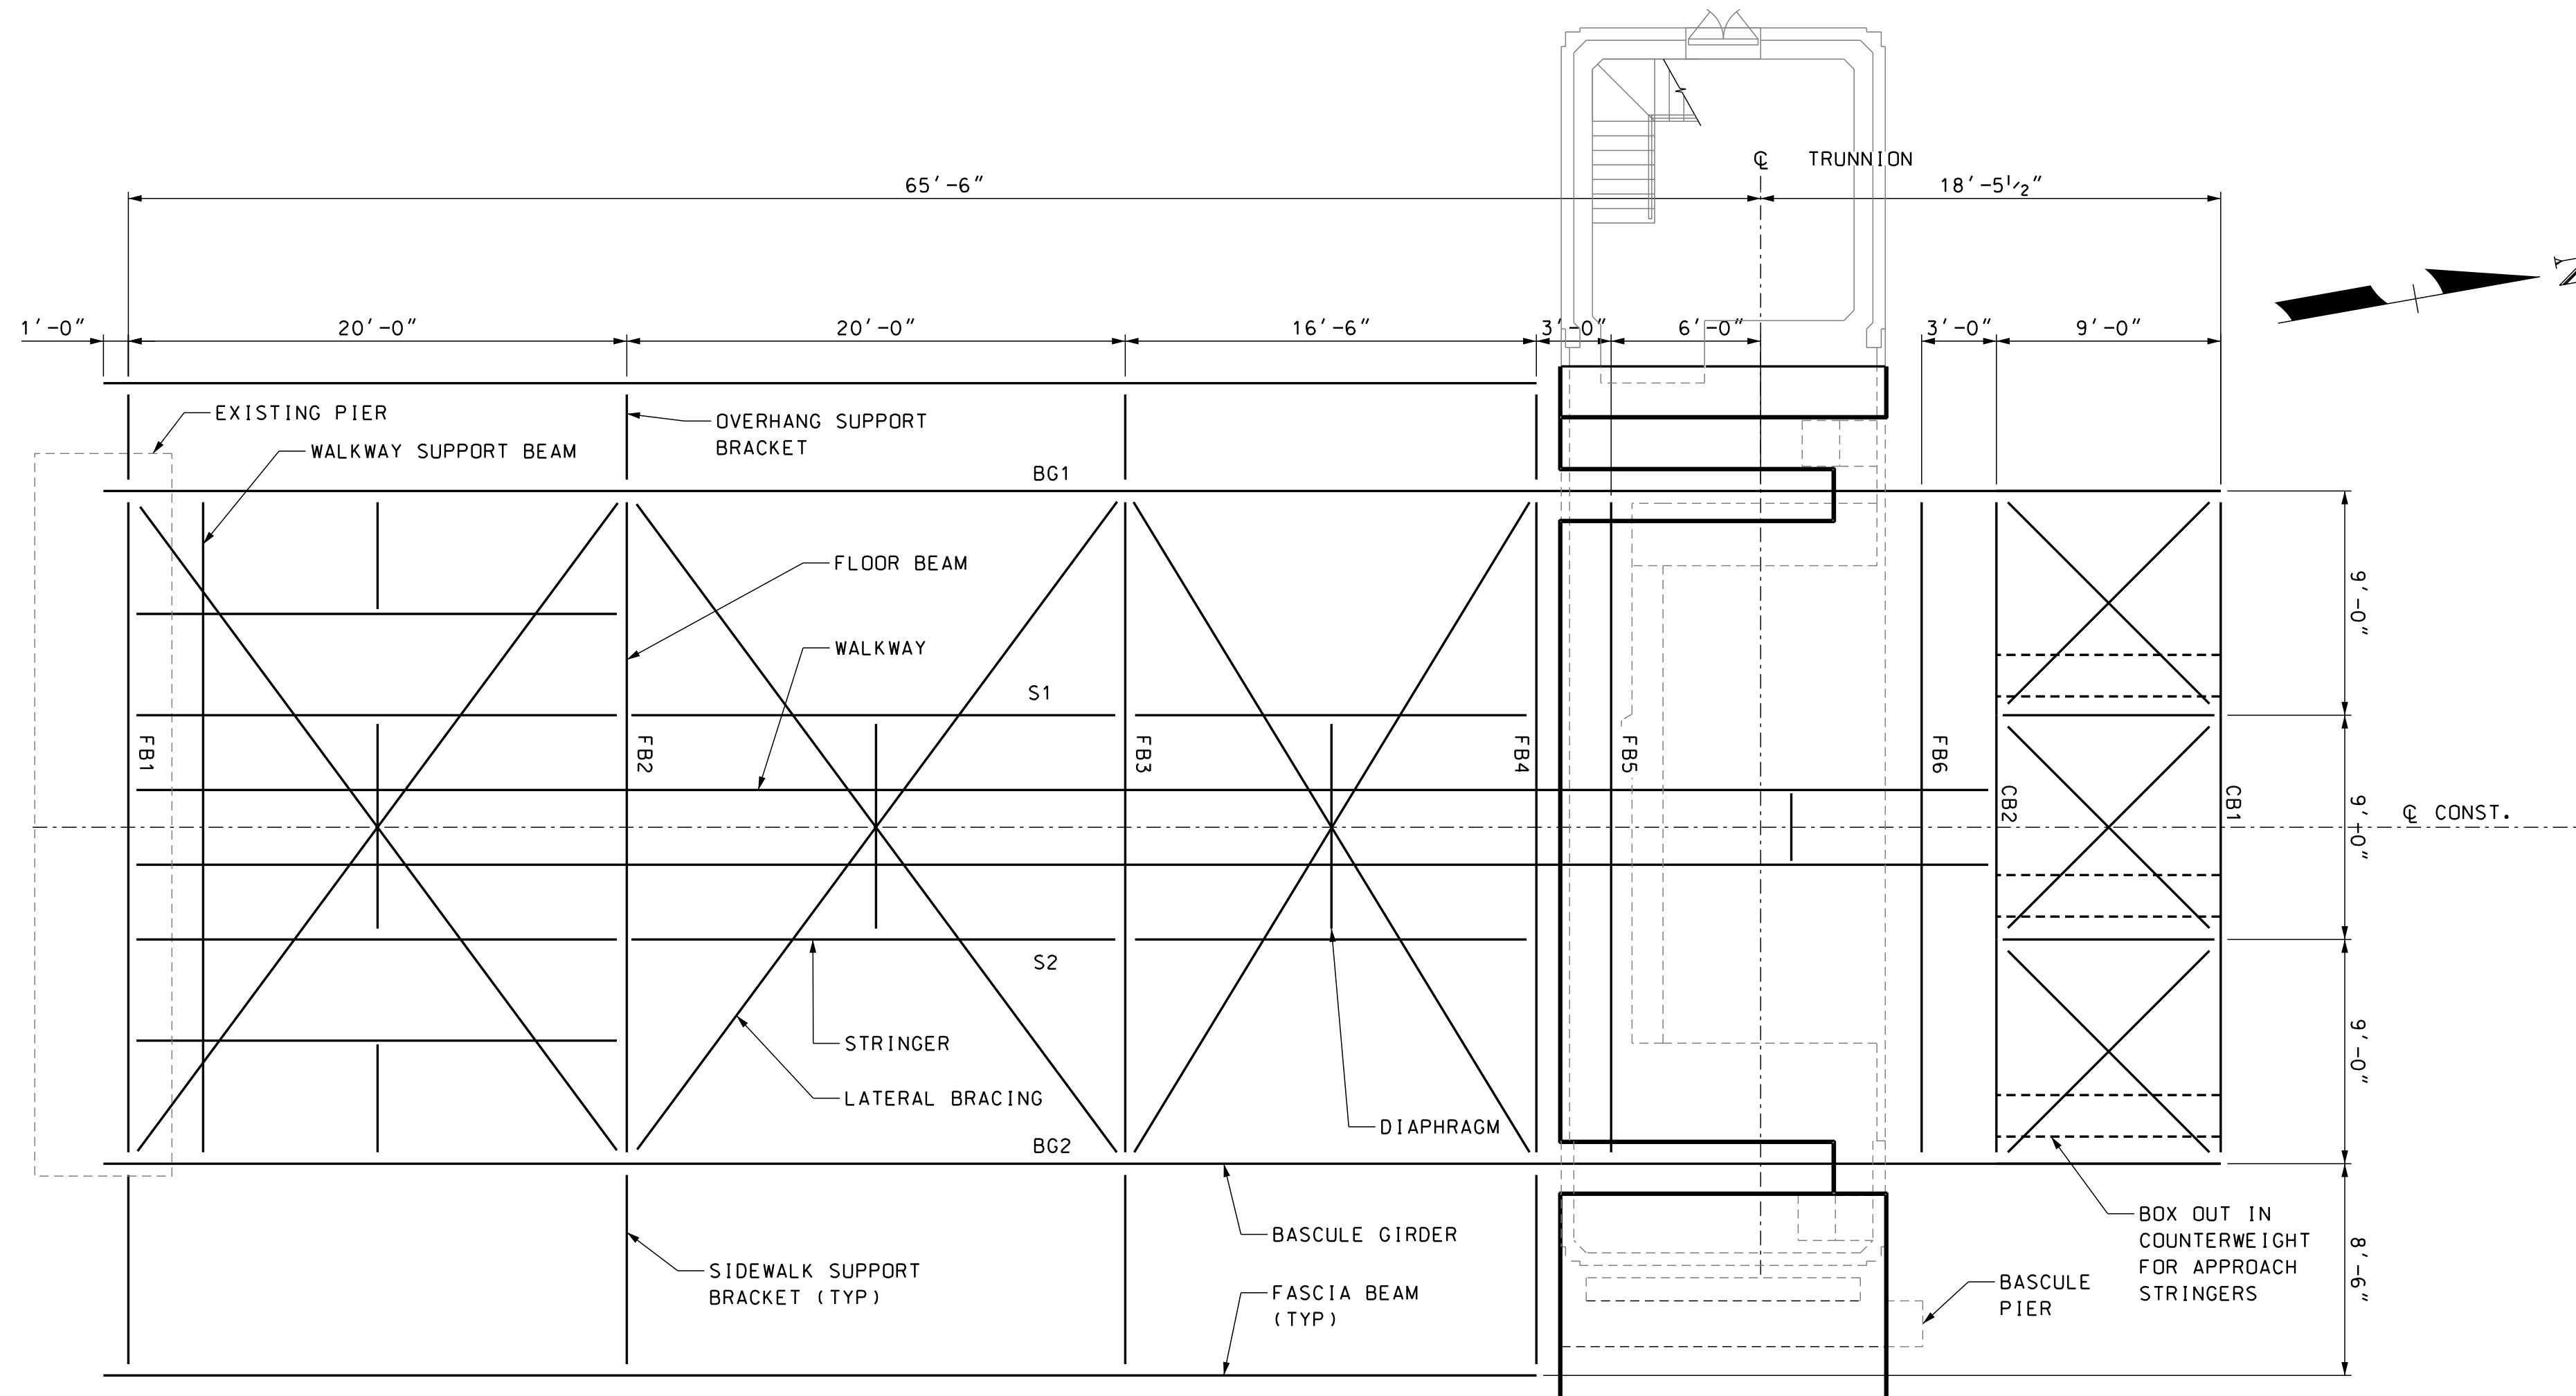 ℄ TRUNNION
65'-6"
18'-5½"
N
1'-0"
20'-0"
20'-0"
16'-6"
3'-0"
6'-0"
3'-0"
9'-0"
EXISTING PIER
OVERHANG SUPPORT
BRACKET
WALKWAY SUPPORT BEAM
BG1
FLOOR BEAM
9'-0"
WALKWAY
S1
FB1
FB2
FB3
FB4
FB5
FB6
CB2
CB1
9'-0"
℄ CONST.
S2
STRINGER
9'-0"
LATERAL BRACING
DIAPHRAGM
BG2
BASCULE GIRDER
BOX OUT IN
COUNTERWEIGHT
FOR APPROACH
STRINGERS
SIDEWALK SUPPORT
BRACKET (TYP)
FASCIA BEAM
(TYP)
BASCULE
PIER
8'-6"